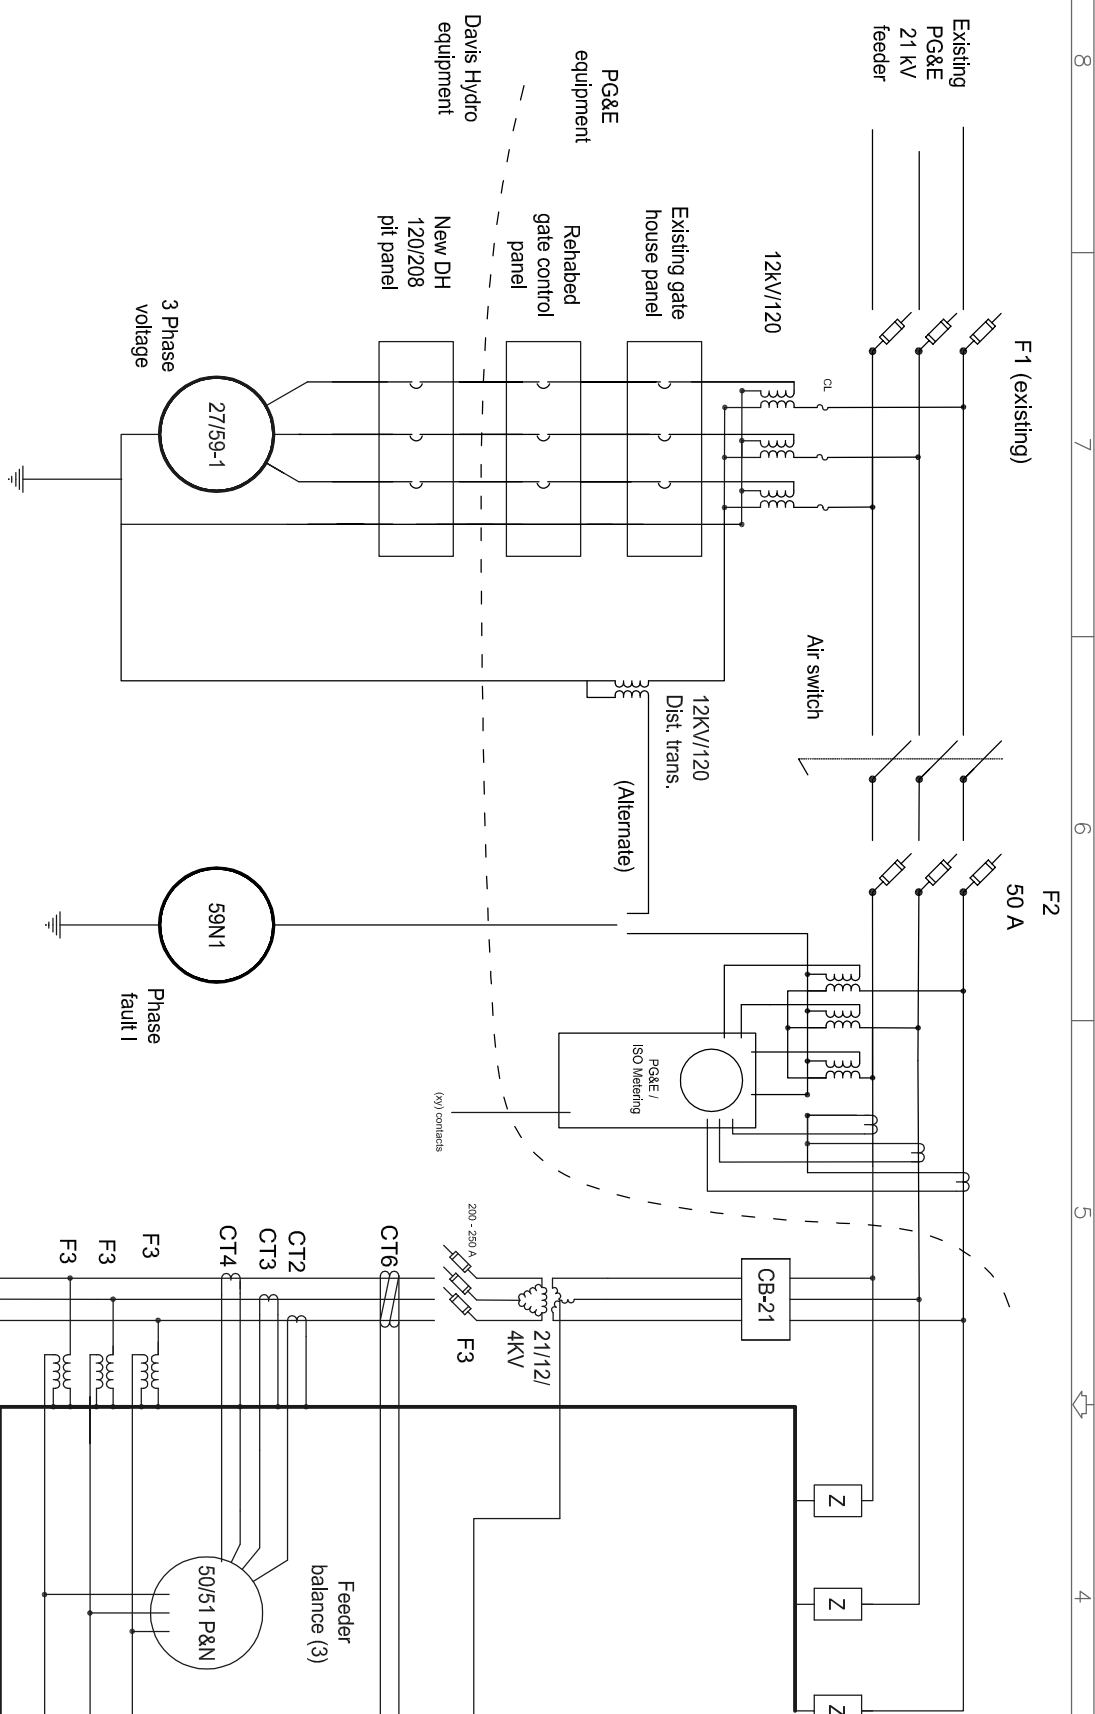 8
7
6
5
4
Existing
PG&E
21 kV
feeder
F1 (existing)
Air switch
F2
50 A
PG&E
equipment
Davis Hydro
equipment
12kV/120
CL
Existing gate
house panel
Rehabed
gate control
panel
New DH
120/208
pit panel
3 Phase
voltage
27/59-1
12KV/120
Dist. trans.
(Alternate)
59N1
Phase
fault I
PG&E /
ISO Metering
(xy) contacts
CB-21
21/12/
4KV
200 - 250 A
F3
CT6
CT2
CT3
CT4
F3
F3
F3
Z
Z
Z
Feeder
balance (3)
50/51 P&N